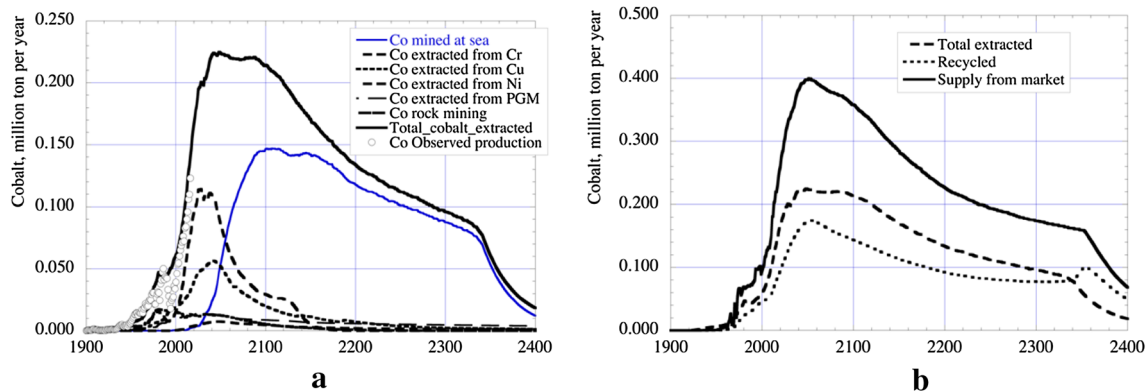 Cobalt, million ton per year
0.250
0.200
0.150
0.100
0.050
0.000
1900
2000
2100
2200
2300
2400
Co mined at sea
Co extracted from Cr
Co extracted from Cu
Co extracted from Ni
Co extracted from PGM
Co rock mining
Total_cobalt_extracted
Co Observed production
a
Cobalt, million ton per year
0.500
0.400
0.300
0.200
0.100
0.000
1900
2000
2100
2200
2300
2400
Total extracted
Recycled
Supply from market
b